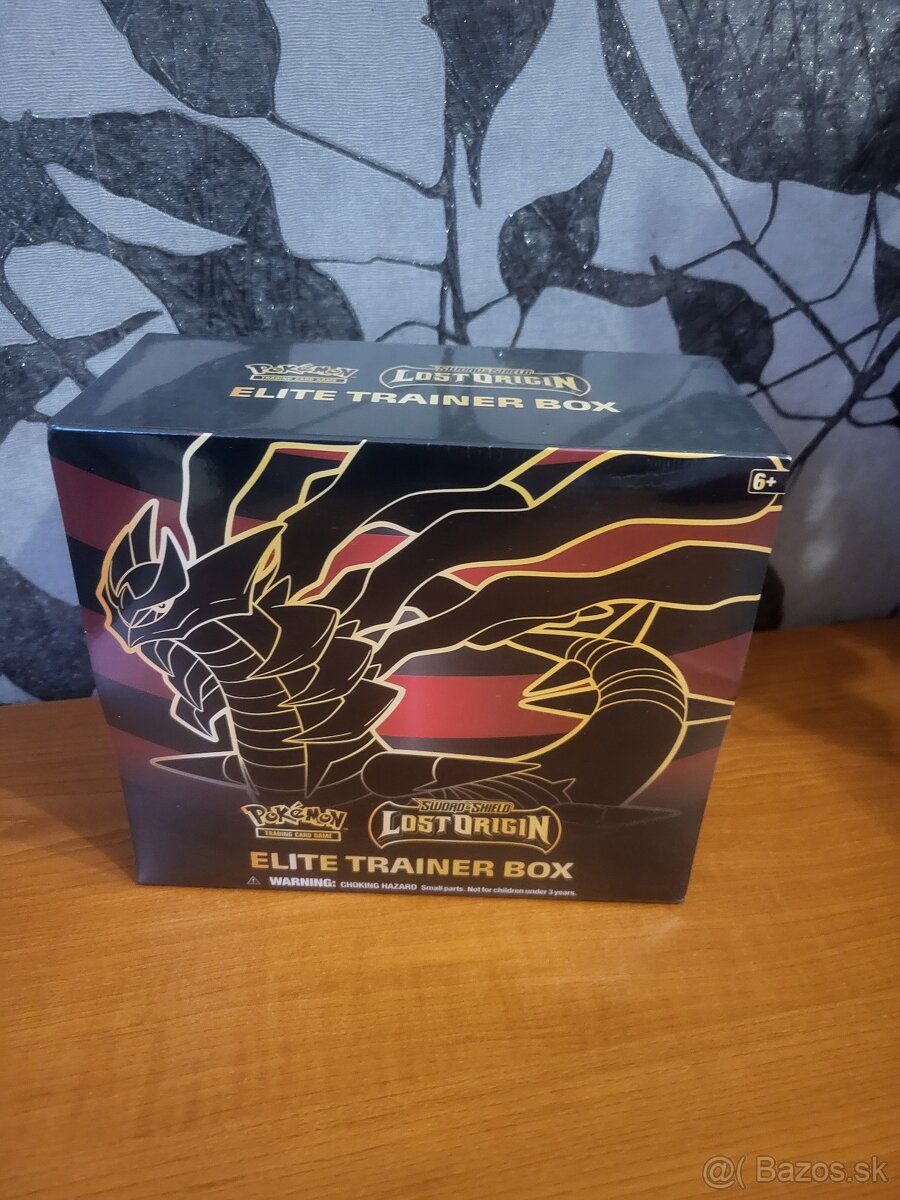 POKéMON
TRADING CARD GAME
SWORD & SHIELD
LOST ORIGIN
ELITE TRAINER BOX
6+
POKéMON
TRADING CARD GAME
SWORD & SHIELD
LOST ORIGIN
ELITE TRAINER BOX
⚠ WARNING: CHOKING HAZARD Small parts. Not for children under 3 years.
@( Bazos.sk